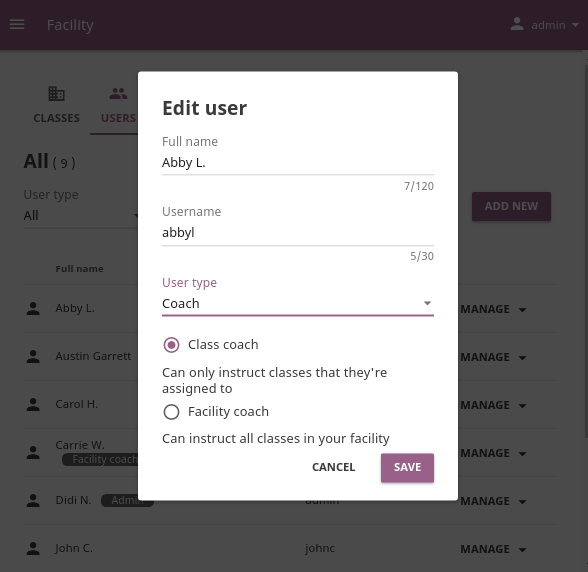 Facility
admin
CLASSES
USERS
All ( 9 )
User type
All
ADD NEW
Full name
Abby L.
MANAGE
Austin Garrett
MANAGE
Carol H.
MANAGE
Carrie W.
Facility coach
MANAGE
Didi N.
admin
MANAGE
John C.
johnc
MANAGE
Edit user
Full name
Abby L.
7/120
Username
abbyl
5/30
User type
Coach
Class coach
Can only instruct classes that they're
assigned to
Facility coach
Can instruct all classes in your facility
CANCEL
SAVE